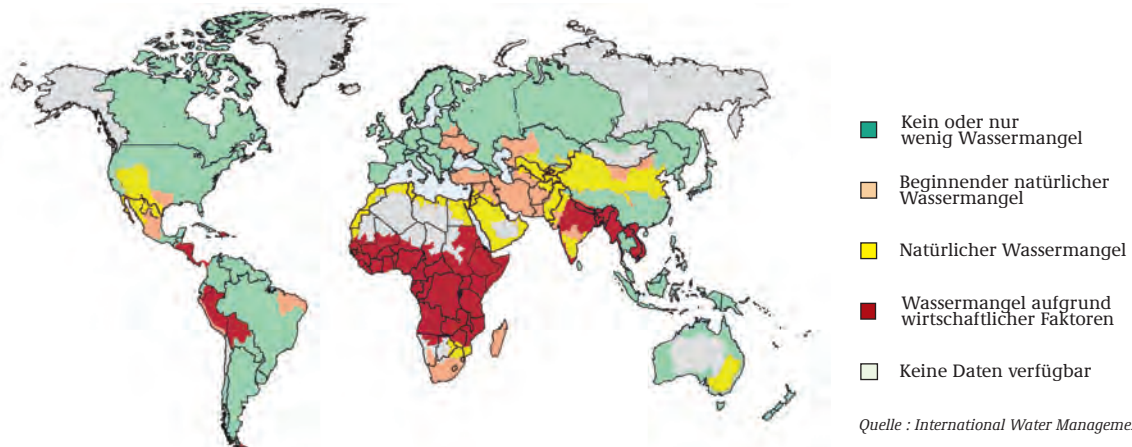 Kein oder nur
wenig Wassermangel
Beginnender natürlicher
Wassermangel
Natürlicher Wassermangel
Wassermangel aufgrund
wirtschaftlicher Faktoren
Keine Daten verfügbar
Quelle : International Water